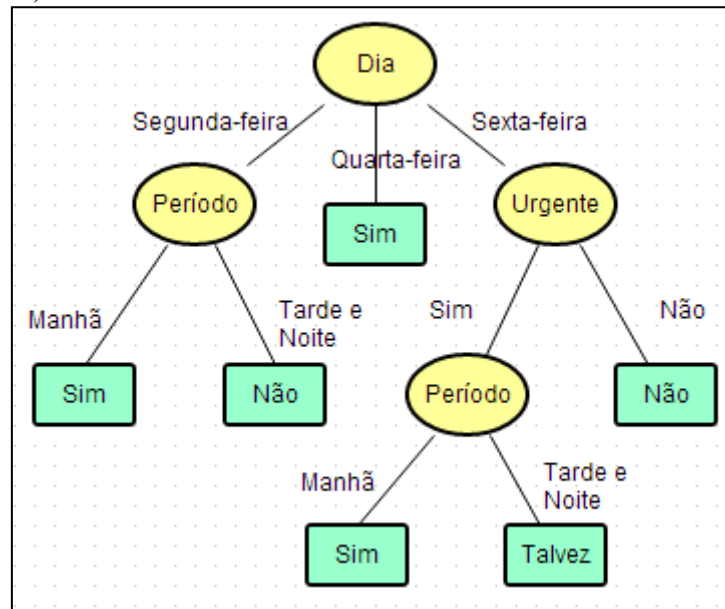 )
Dia
Segunda-feira
Sexta-feira
Quarta-feira
Período
Urgente
Sim
Manhã
Tarde e
Noite
Sim
Não
Sim
Não
Período
Não
Manhã
Tarde e
Noite
Sim
Talvez